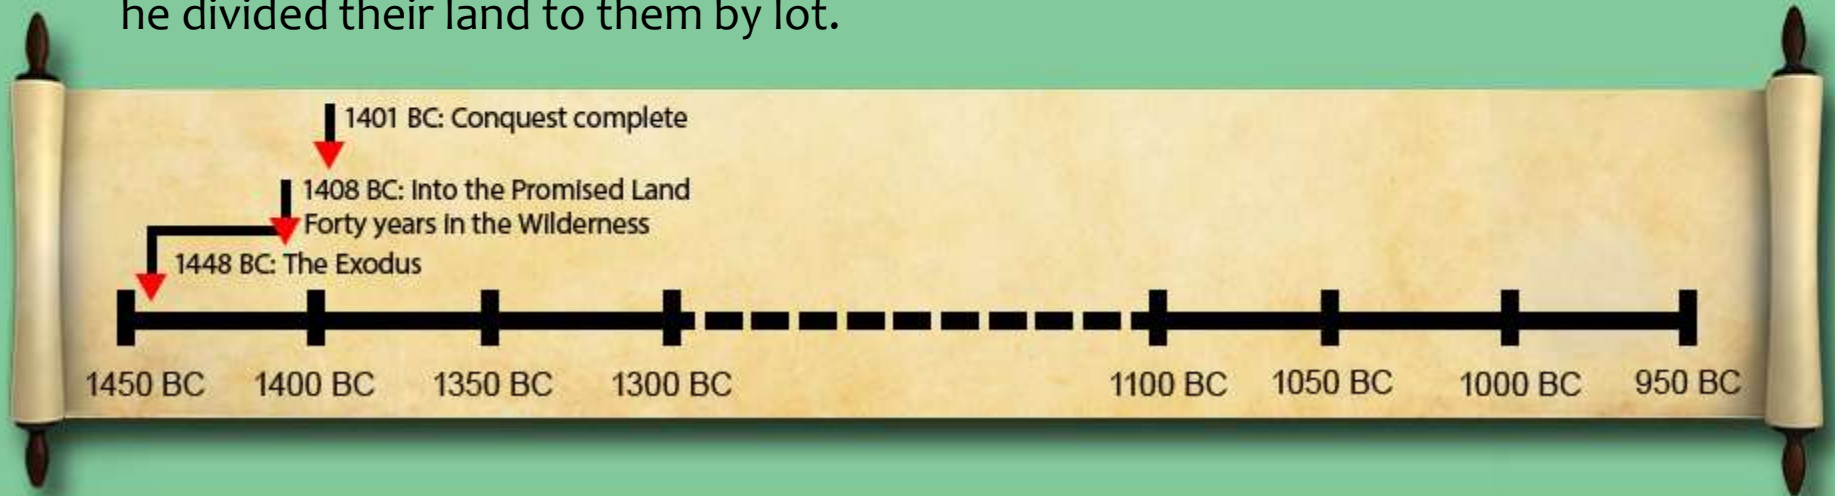 he divided their land to them by lot.
1401 BC: Conquest complete
1408 BC: Into the Promised Land
Forty years in the Wilderness
1448 BC: The Exodus
1450 BC 1400 BC 1350 BC 1300 BC 1100 BC 1050 BC 1000 BC 950 BC